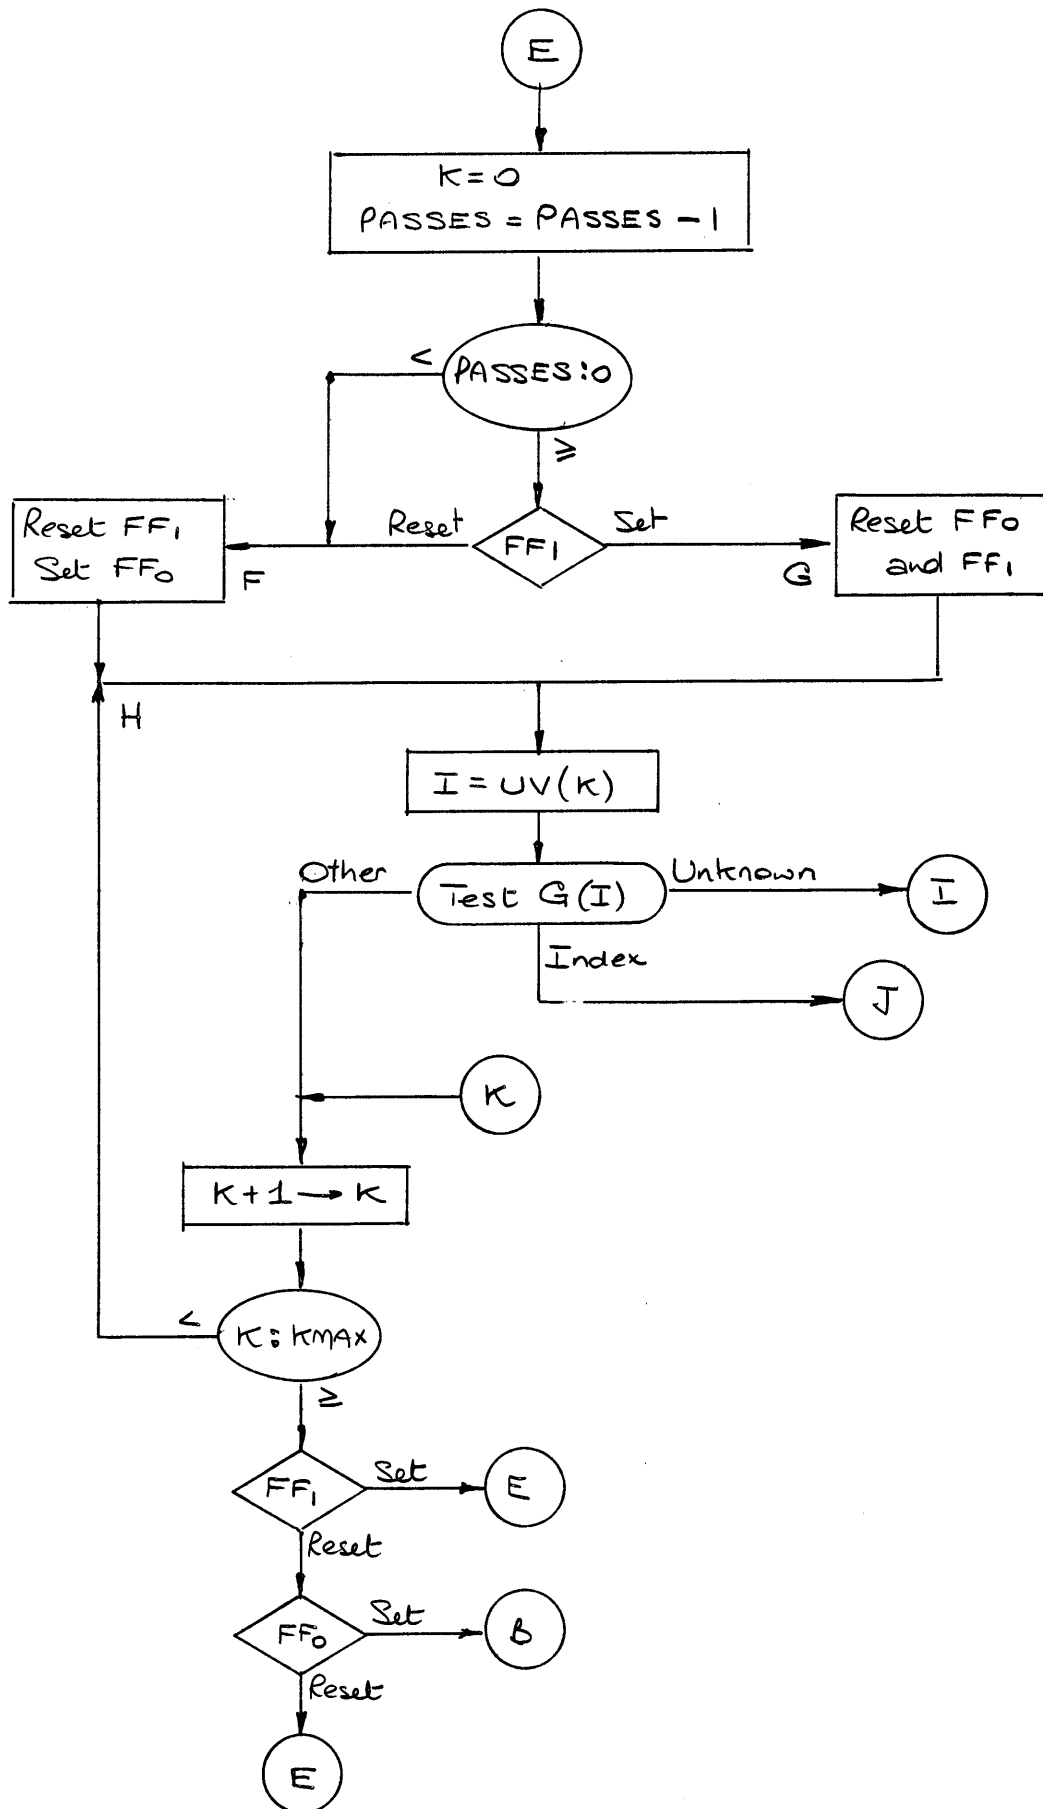 E
K=0
PASSES = PASSES - 1
<
PASSES:0
≥
Reset FF1
Set FF0
Reset
FF1
Set
Reset FF0
and FF1
F
G
H
I = UV(K)
Other
Test G(I)
Unknown
I
Index
J
K
K+1 → K
<
K:KMAX
≥
FF1
Set
E
Reset
FF0
Set
B
Reset
E